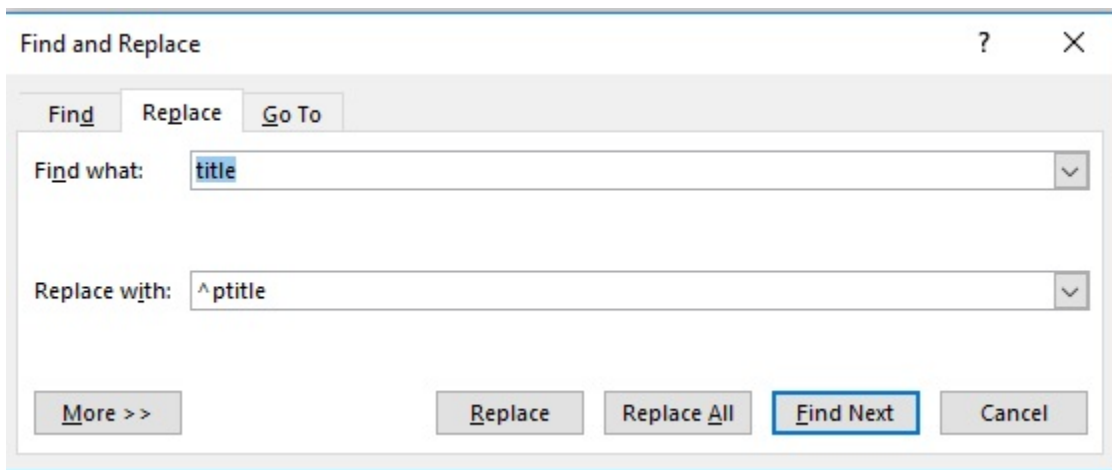 Find and Replace ?
Find Replace Go To
Find what: title
Replace with: ^ptitle
More >> Replace Replace All Find Next Cancel